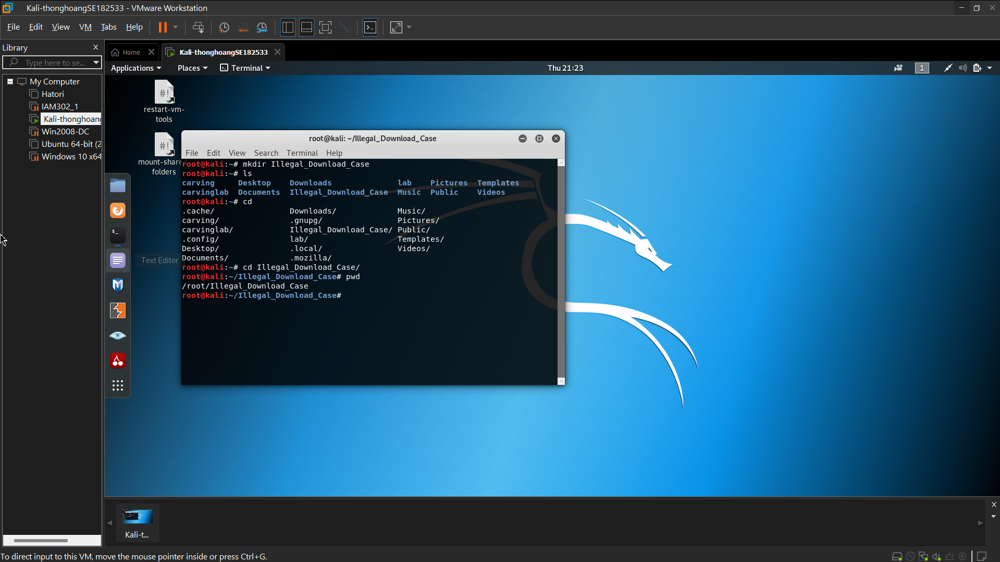 Kali-thonghoangSE182533 - VMware Workstation
File Edit View VM Tabs Help
Library
Type here to se...
My Computer
Hatori
IAM302_1
Kali-thonghoang
Win2008-DC
Ubuntu 64-bit (2
Windows 10 x64
Home
Kali-thonghoangSE182533
Applications Places Terminal
Thu 21:23
1
restart-vm-
tools
mount-share
folders
Text Editor
root@kali: ~/Illegal_Download_Case
File Edit View Search Terminal Help
root@kali:~# mkdir Illegal_Download_Case
root@kali:~# ls
carving Desktop Downloads lab Pictures Templates
carvinglab Documents Illegal_Download_Case Music Public Videos
root@kali:~# cd
.cache/ Downloads/ Music/
carving/ .gnupg/ Pictures/
carvinglab/ Illegal_Download_Case/ Public/
.config/ lab/ Templates/
Desktop/ .local/ Videos/
Documents/ .mozilla/
root@kali:~# cd Illegal_Download_Case/
root@kali:~/Illegal_Download_Case# pwd
/root/Illegal_Download_Case
root@kali:~/Illegal_Download_Case#
Kali-t...
To direct input to this VM, move the mouse pointer inside or press Ctrl+G.